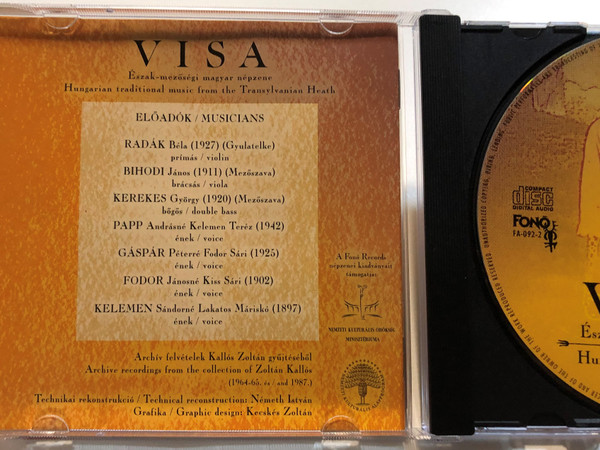 VISA
Észak-mezőségi magyar népzene
Hungarian traditional music from the Transylvanian Heath
ELŐADÓK / MUSICIANS
RADÁK Béla (1927) (Gyulatelke)
prímás / violin
BIHODI János (1911) (Mezőszava)
brácsás / viola
KEREKES György (1920) (Mezőszava)
bőgős / double bass
PAPP Andrásné Kelemen Teréz (1942)
ének / voice
GÁSPÁR Péterré Fodor Sári (1925)
ének / voice
FODOR Jánosné Kiss Sári (1902)
ének / voice
KELEMEN Sándorné Lakatos Máriskó (1897)
ének / voice
A Fonó Records
népzenei kiadványait
támogatja:
NEMZETI KULTURÁLIS ÖRÖKSÉG
MINISZTÉRIUMA
Archív felvételek Kallós Zoltán gyűjtéséből
Archive recordings from the collection of Zoltán Kallós
(1964-65. és / and 1987.)
Technikai rekonstrukció / Technical reconstruction: Németh István
Grafika / Graphic design: Kecskés Zoltán
COMPACT
disc
DIGITAL AUDIO
FONÓ
FA-092-2
V
Ész
Hu